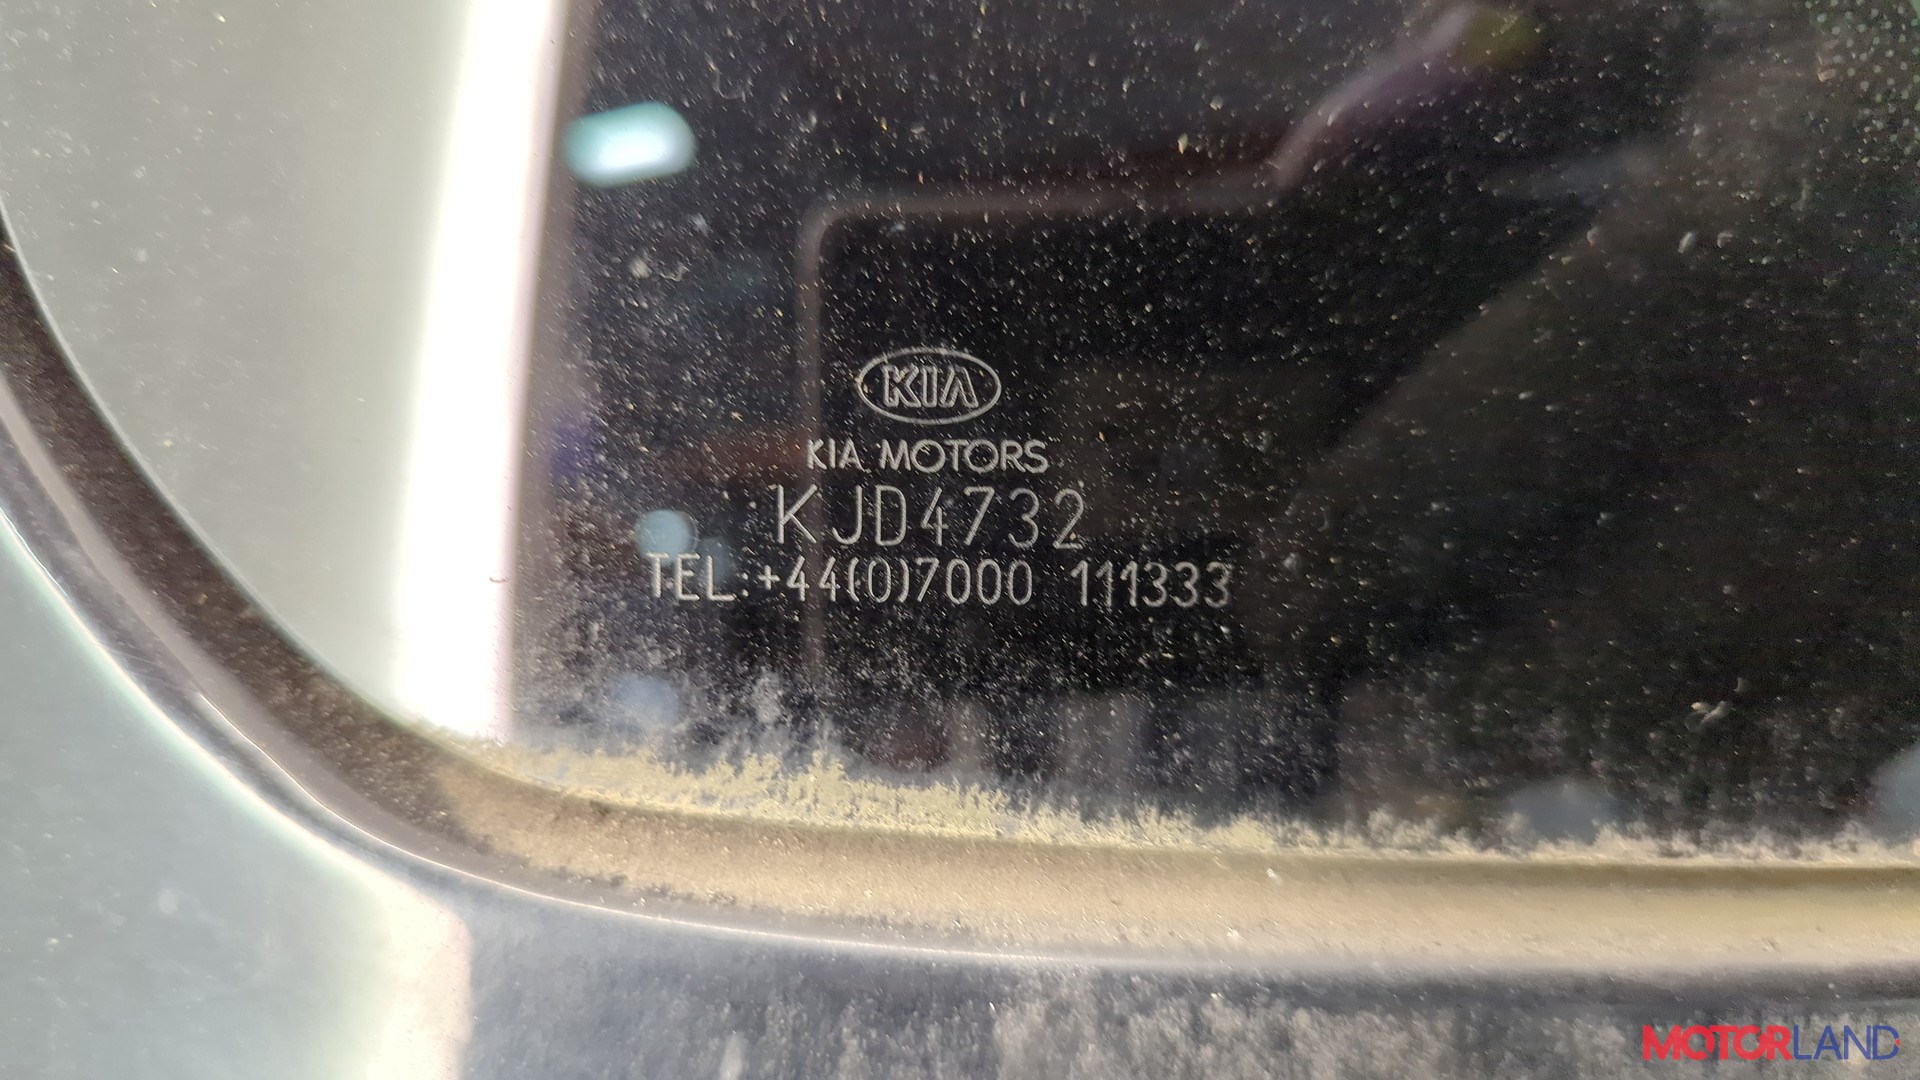 KIA
KIA MOTORS
KJD4732
TEL:+44(0)7000 111333
MOTORLAND